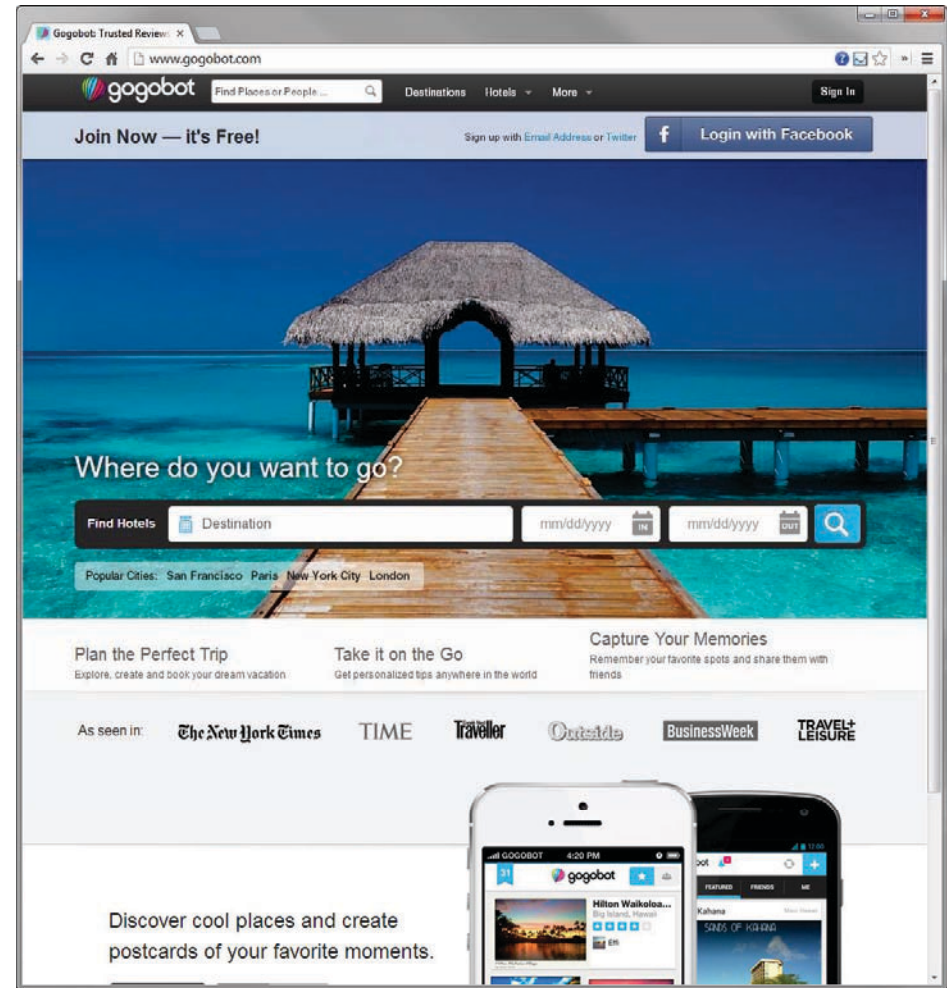 Gogobot: Trusted Review
www.gogobot.com
gogobot Find Places or People ... Destinations Hotels More Sign In
Join Now — it's Free! Sign up with Email Address or Twitter f Login with Facebook
Where do you want to go?
Find Hotels Destination mm/dd/yyyy IN mm/dd/yyyy OUT
Popular Cities: San Francisco Paris New York City London
Plan the Perfect Trip
Explore, create and book your dream vacation
Take it on the Go
Get personalized tips anywhere in the world
Capture Your Memories
Remember your favorite spots and share them with
friends
As seen in: The New York Times TIME Traveller Outside BusinessWeek TRAVEL+
LEISURE
Discover cool places and create
postcards of your favorite moments.
GOGOBOT 4:20 PM
31 gogobot
Hilton Waikoloa...
Big Island, Hawaii
12:00
bot
FEATURED FRIENDS ME
Kahana
SANDS OF KAHANA